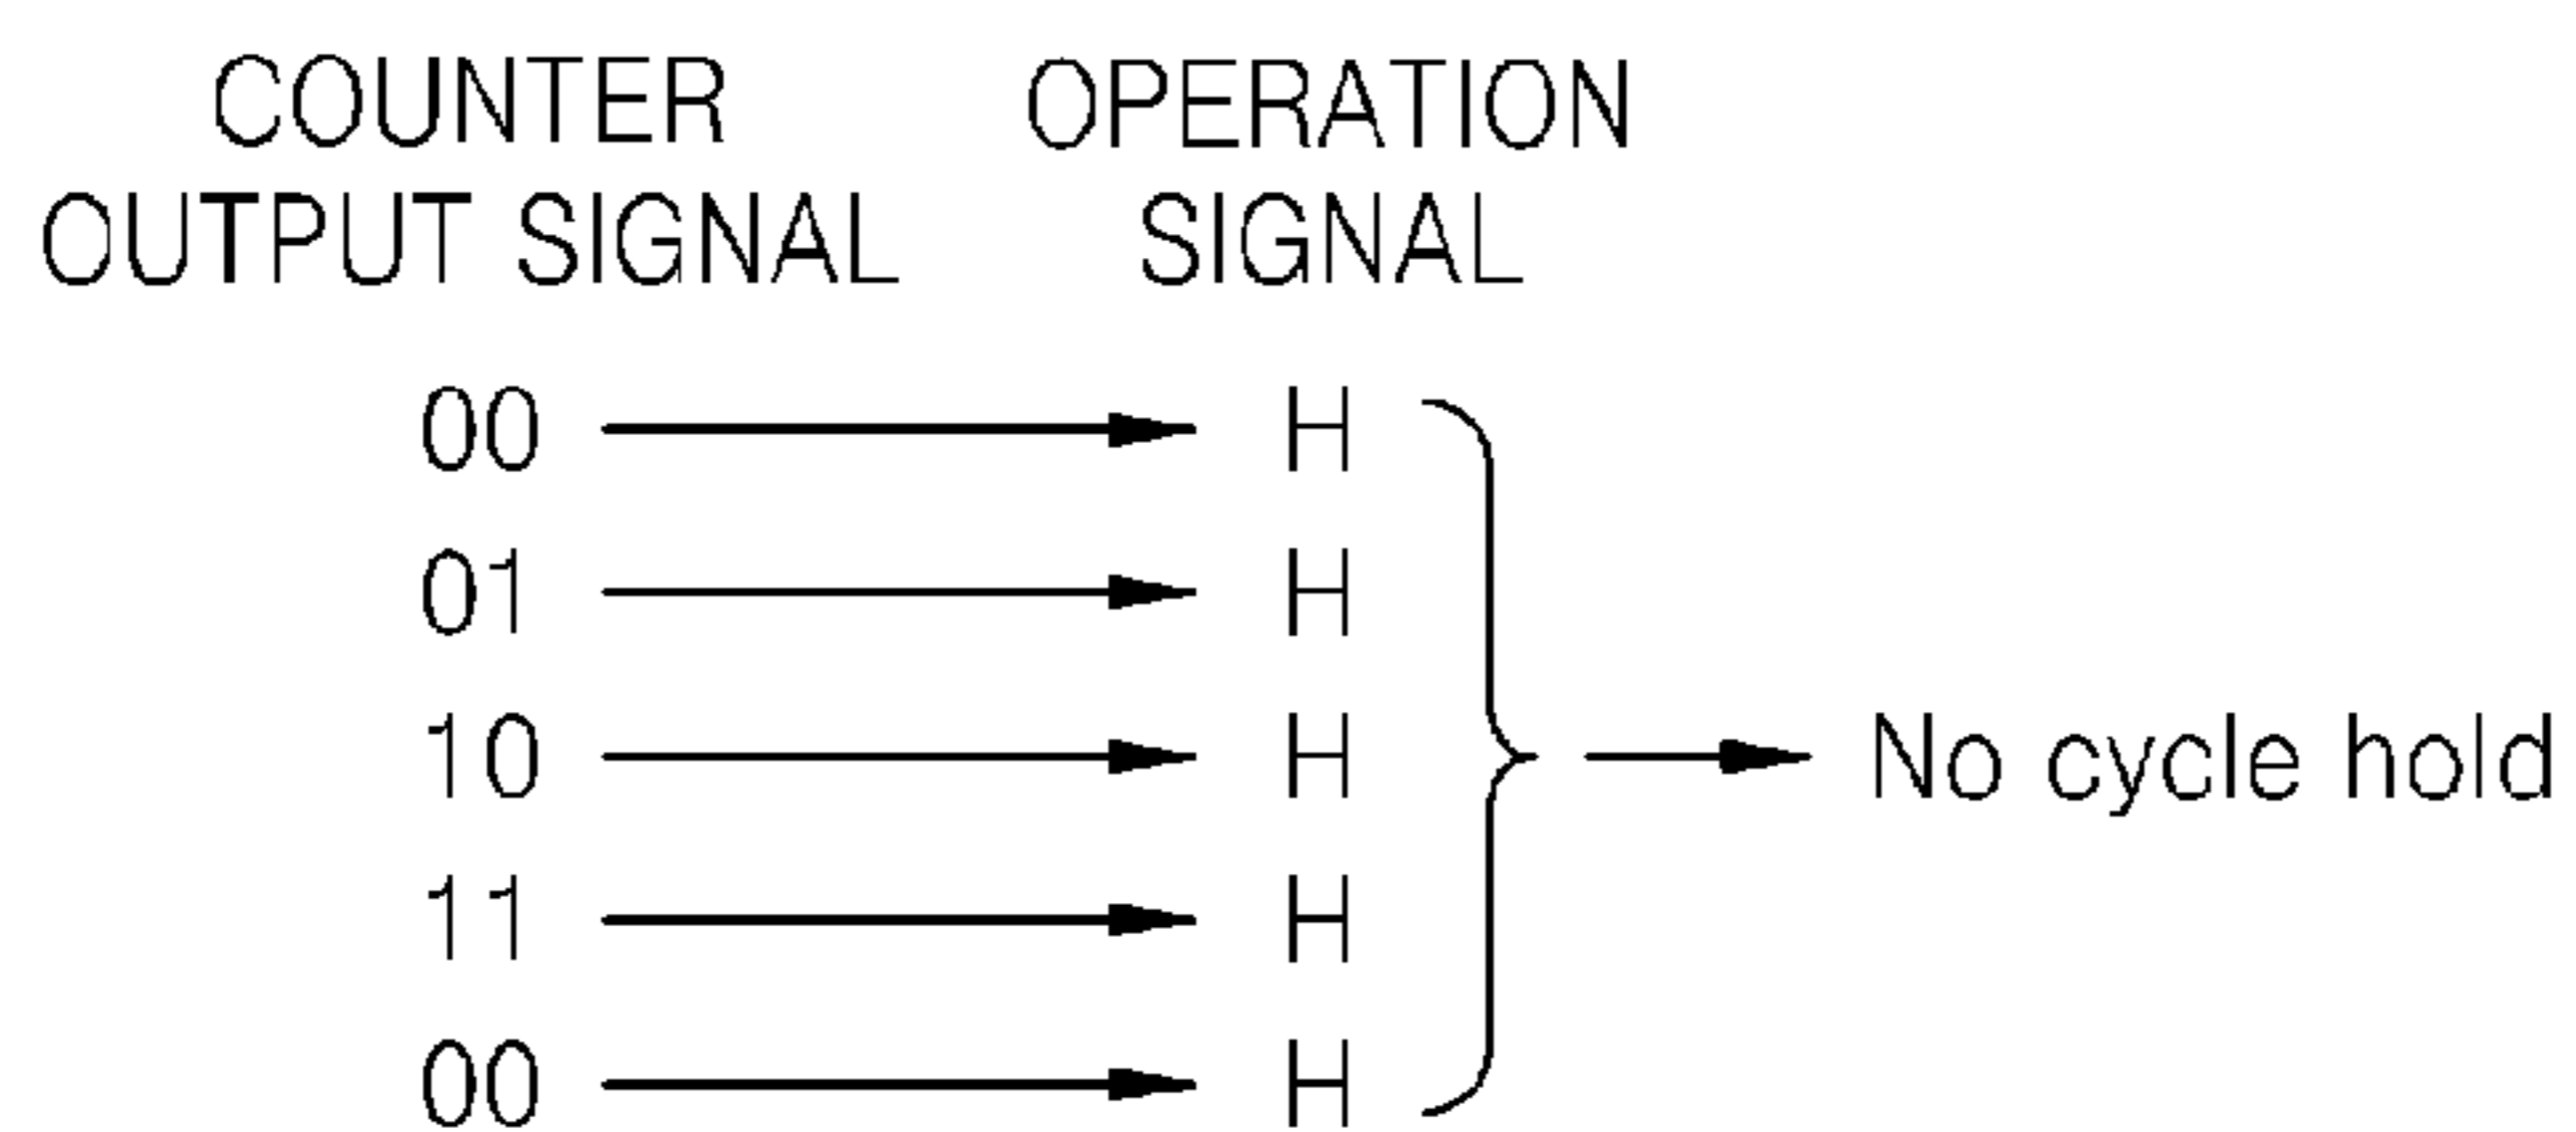 COUNTER
OUTPUT SIGNAL
OPERATION
SIGNAL
00 H
01 H
10 H
11 H
00 H
No cycle hold